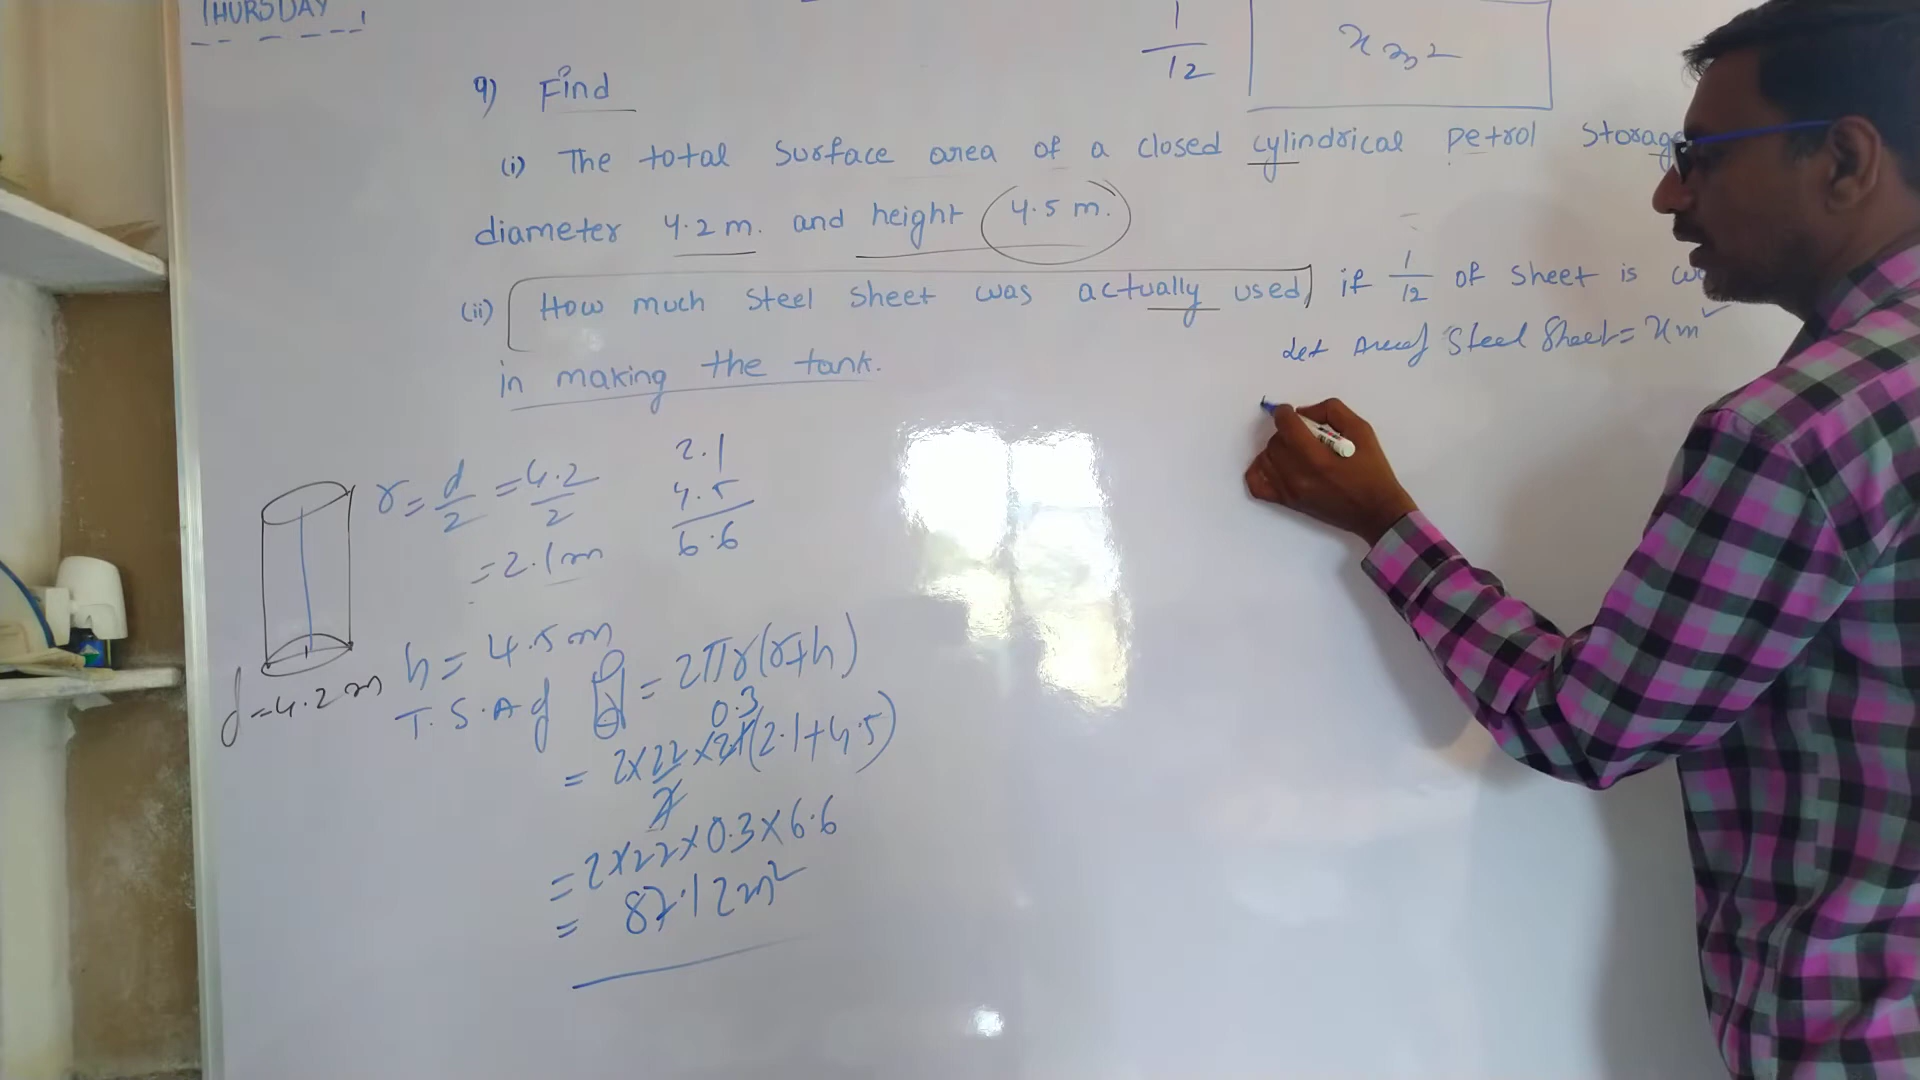 THURSDAY
1/12
x m2
9) Find
(i) The total surface area of a closed cylindrical petrol storage
diameter 4.2 m. and height 4.5 m.
(ii) How much steel sheet was actually used, if 1/12 of sheet is
in making the tank.
let Area of Steel Sheet = x m
r = d/2 = 4.2/2
= 2.1 m
2.1
4.5
6.6
d = 4.2 m
h = 4.5 m
T.S.A of = 2πr(r+h)
0.3
= 2×22/7×2.1(2.1+4.5)
= 2×22×0.3×6.6
= 87.12 m²